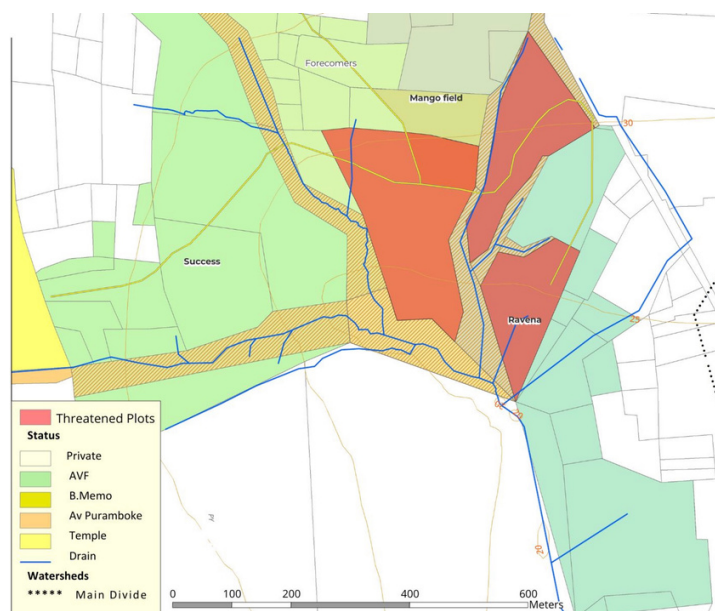 Forecomers
Mango field
30
Success
Ravena
25
20
Threatened Plots
Status
Private
AVF
B.Memo
Av Puramboke
Temple
Drain
Watersheds
Main Divide
0 200 400 600
Meters